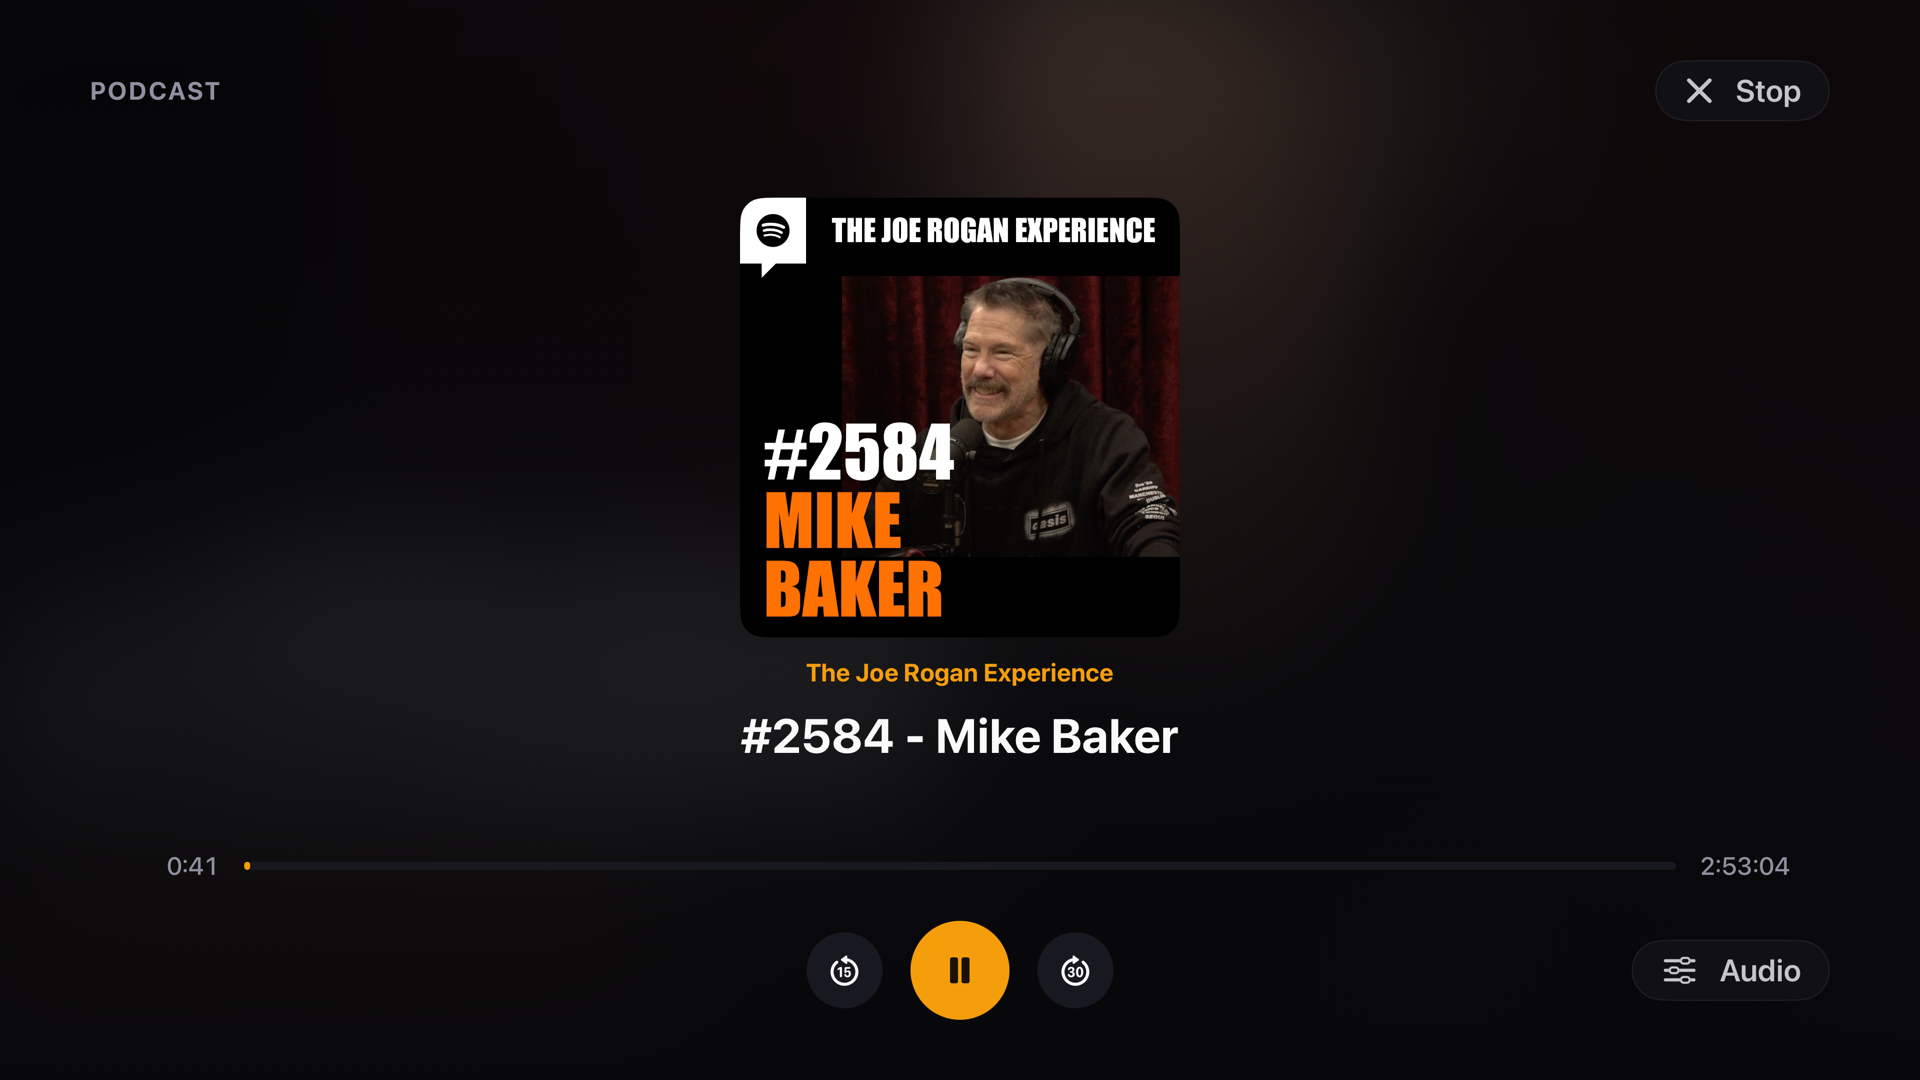 PODCAST
Stop
THE JOE ROGAN EXPERIENCE
#2584
MIKE
BAKER
oasis
The Joe Rogan Experience
#2584 - Mike Baker
0:41
2:53:04
15
30
Audio